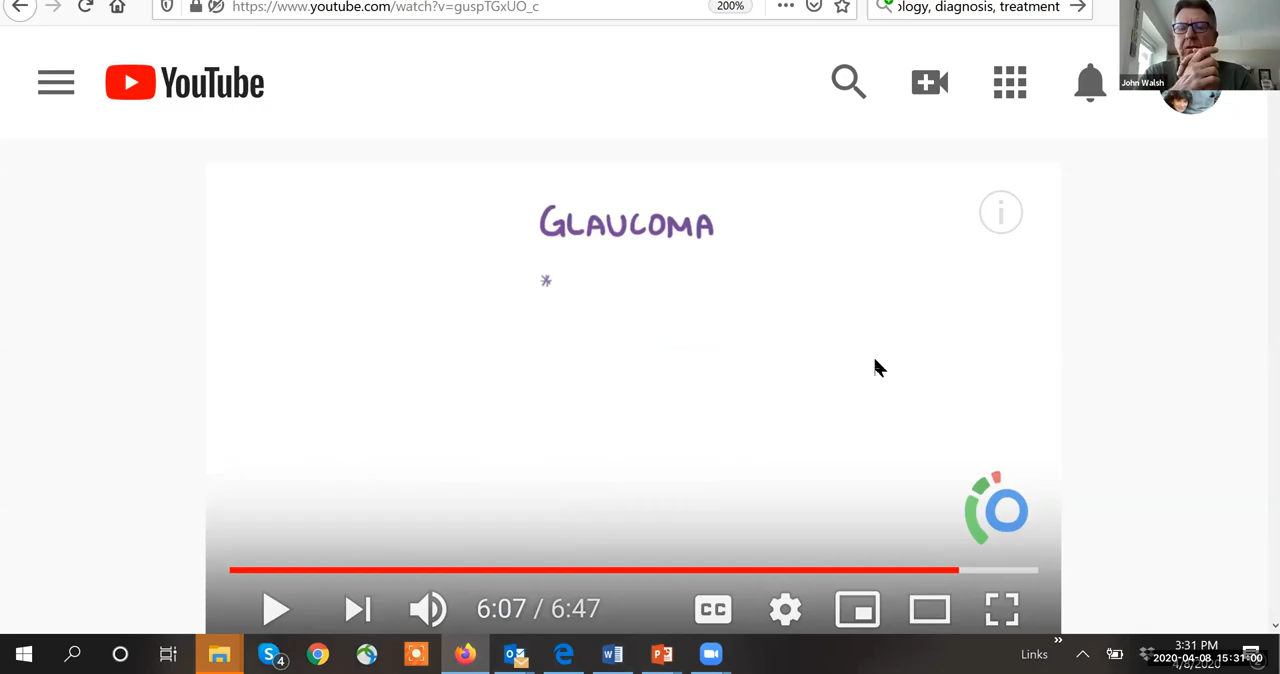 https://www.youtube.com/watch?v=guspTGxUO_c
200%
ology, diagnosis, treatment
John Walsh
YouTube
GLAUCOMA
*
i
6:07 / 6:47
CC
4
Links
3:31 PM
2020-04-08 15:31:00